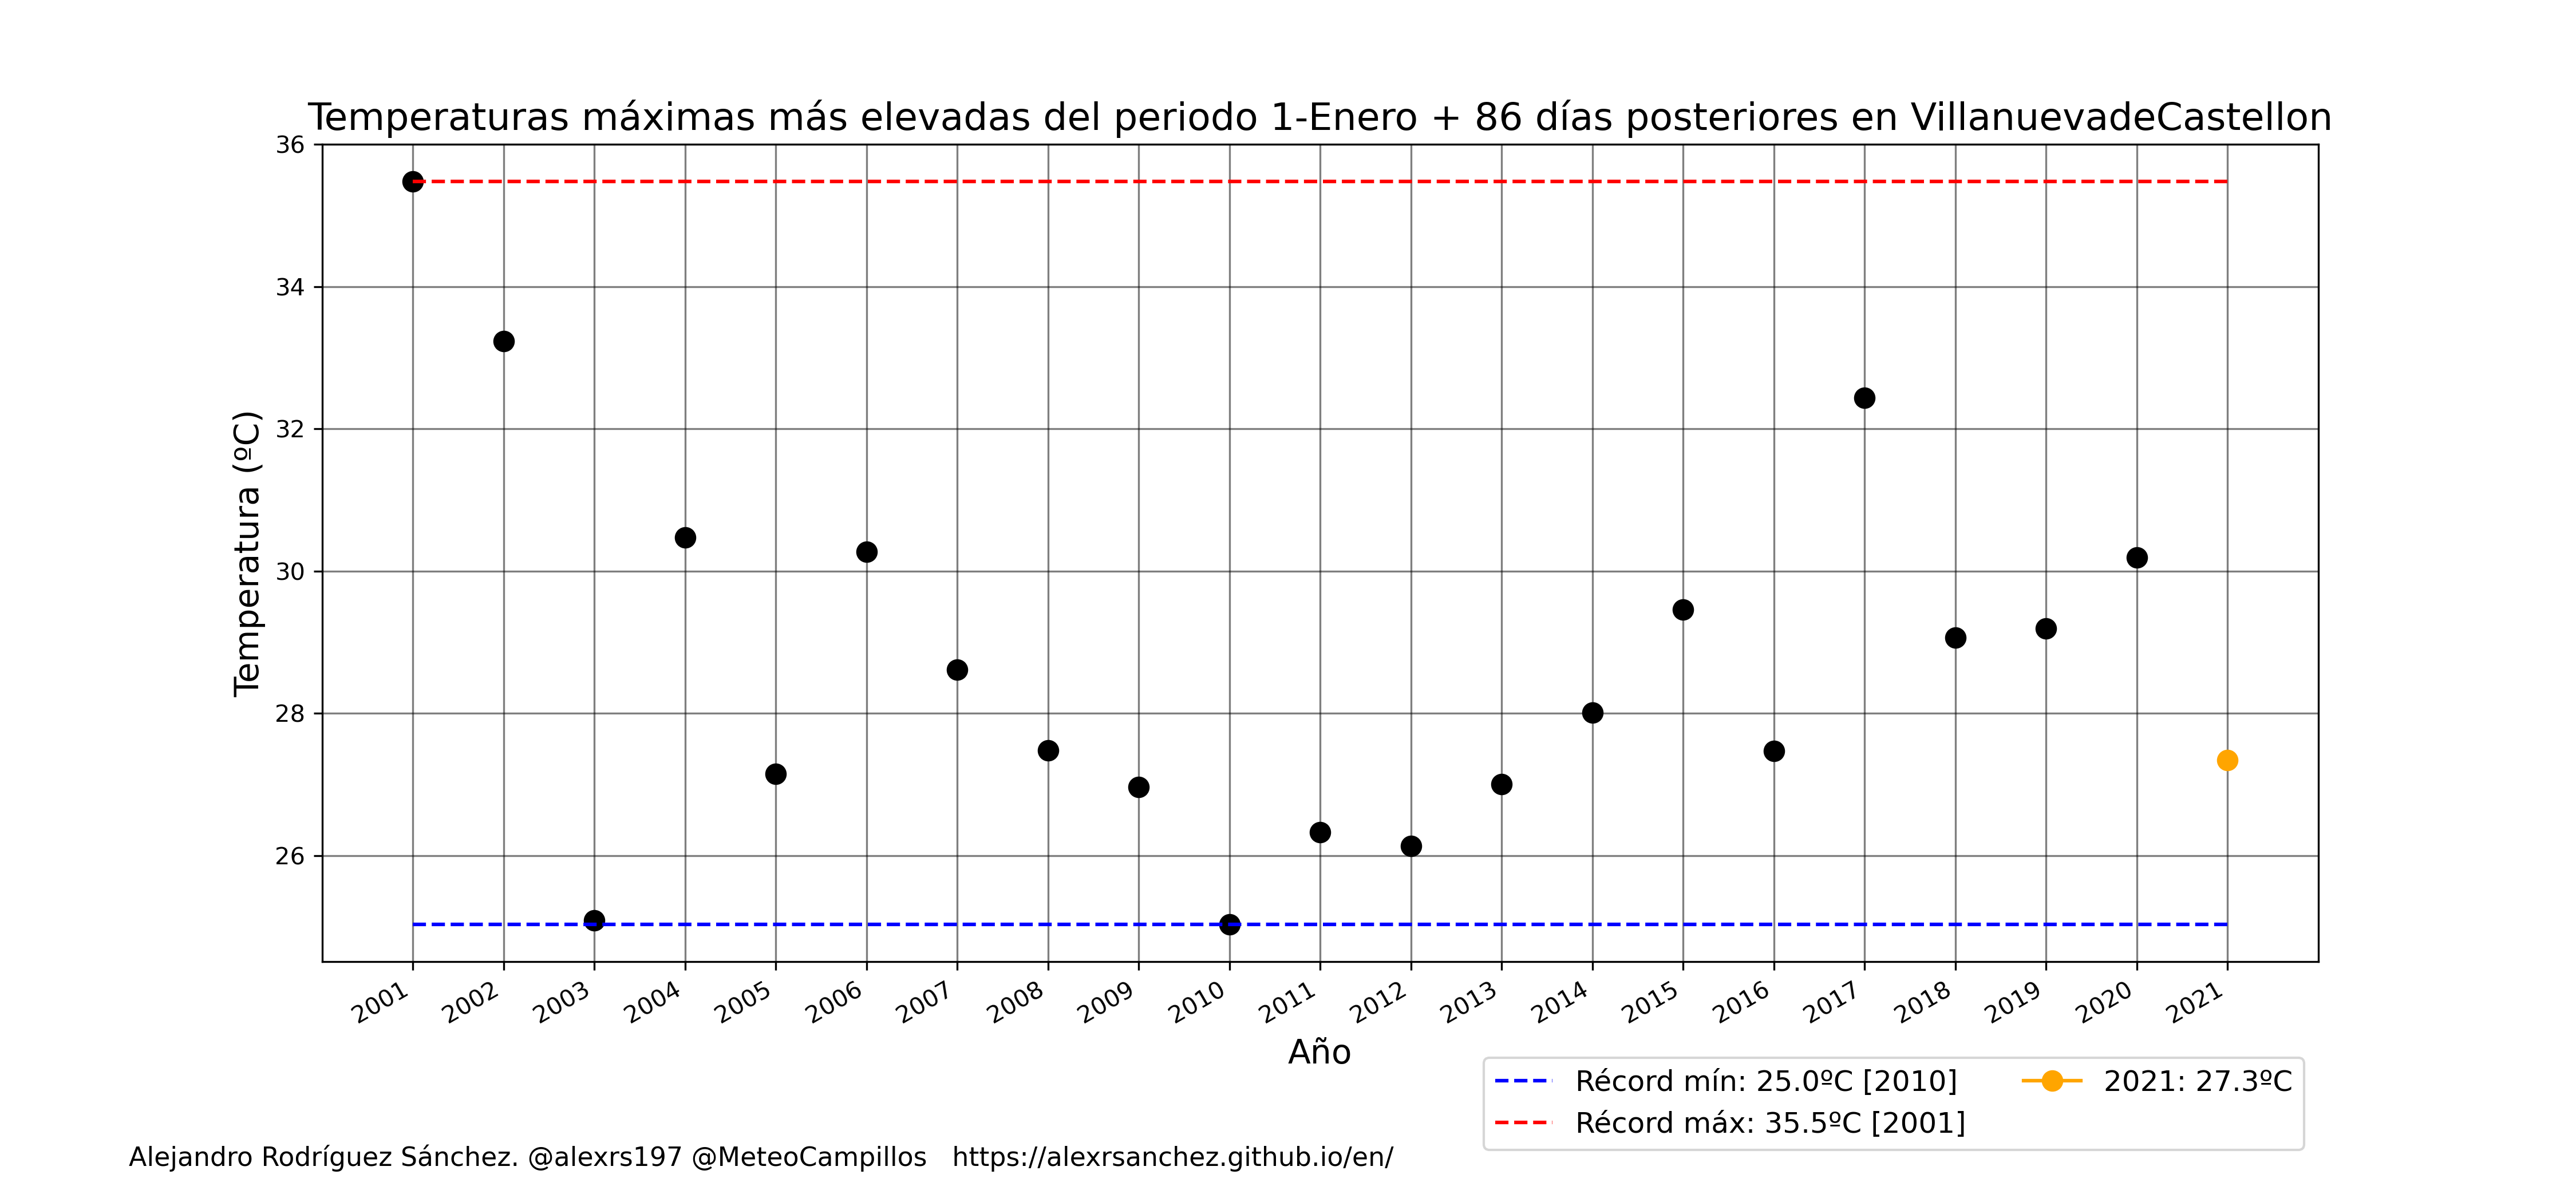 Temperaturas máximas más elevadas del periodo 1-Enero + 86 días posteriores en VillanuevadeCastellon
36
34
32
30
28
26
Temperatura (ºC)
2001 2002 2003 2004 2005 2006 2007 2008 2009 2010 2011 2012 2013 2014 2015 2016 2017 2018 2019 2020 2021
Año
Récord mín: 25.0ºC [2010]
Récord máx: 35.5ºC [2001]
2021: 27.3ºC
Alejandro Rodríguez Sánchez. @alexrs197 @MeteoCampillos https://alexrsanchez.github.io/en/